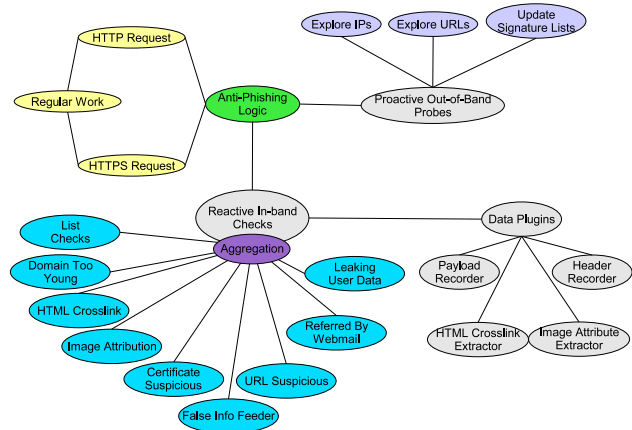 HTTP Request
Explore IPs
Explore URLs
Update
Signature Lists
Regular Work
Anti-Phishing
Logic
Proactive Out-of-Band
Probes
HTTPS Request
Reactive In-band
Checks
Data Plugins
List
Checks
Aggregation
Domain Too
Young
Leaking
User Data
Payload
Recorder
Header
Recorder
HTML Crosslink
Image Attribution
Referred By
Webmail
HTML Crosslink
Extractor
Image Attribute
Extractor
Certificate
Suspicious
URL Suspicious
False Info Feeder